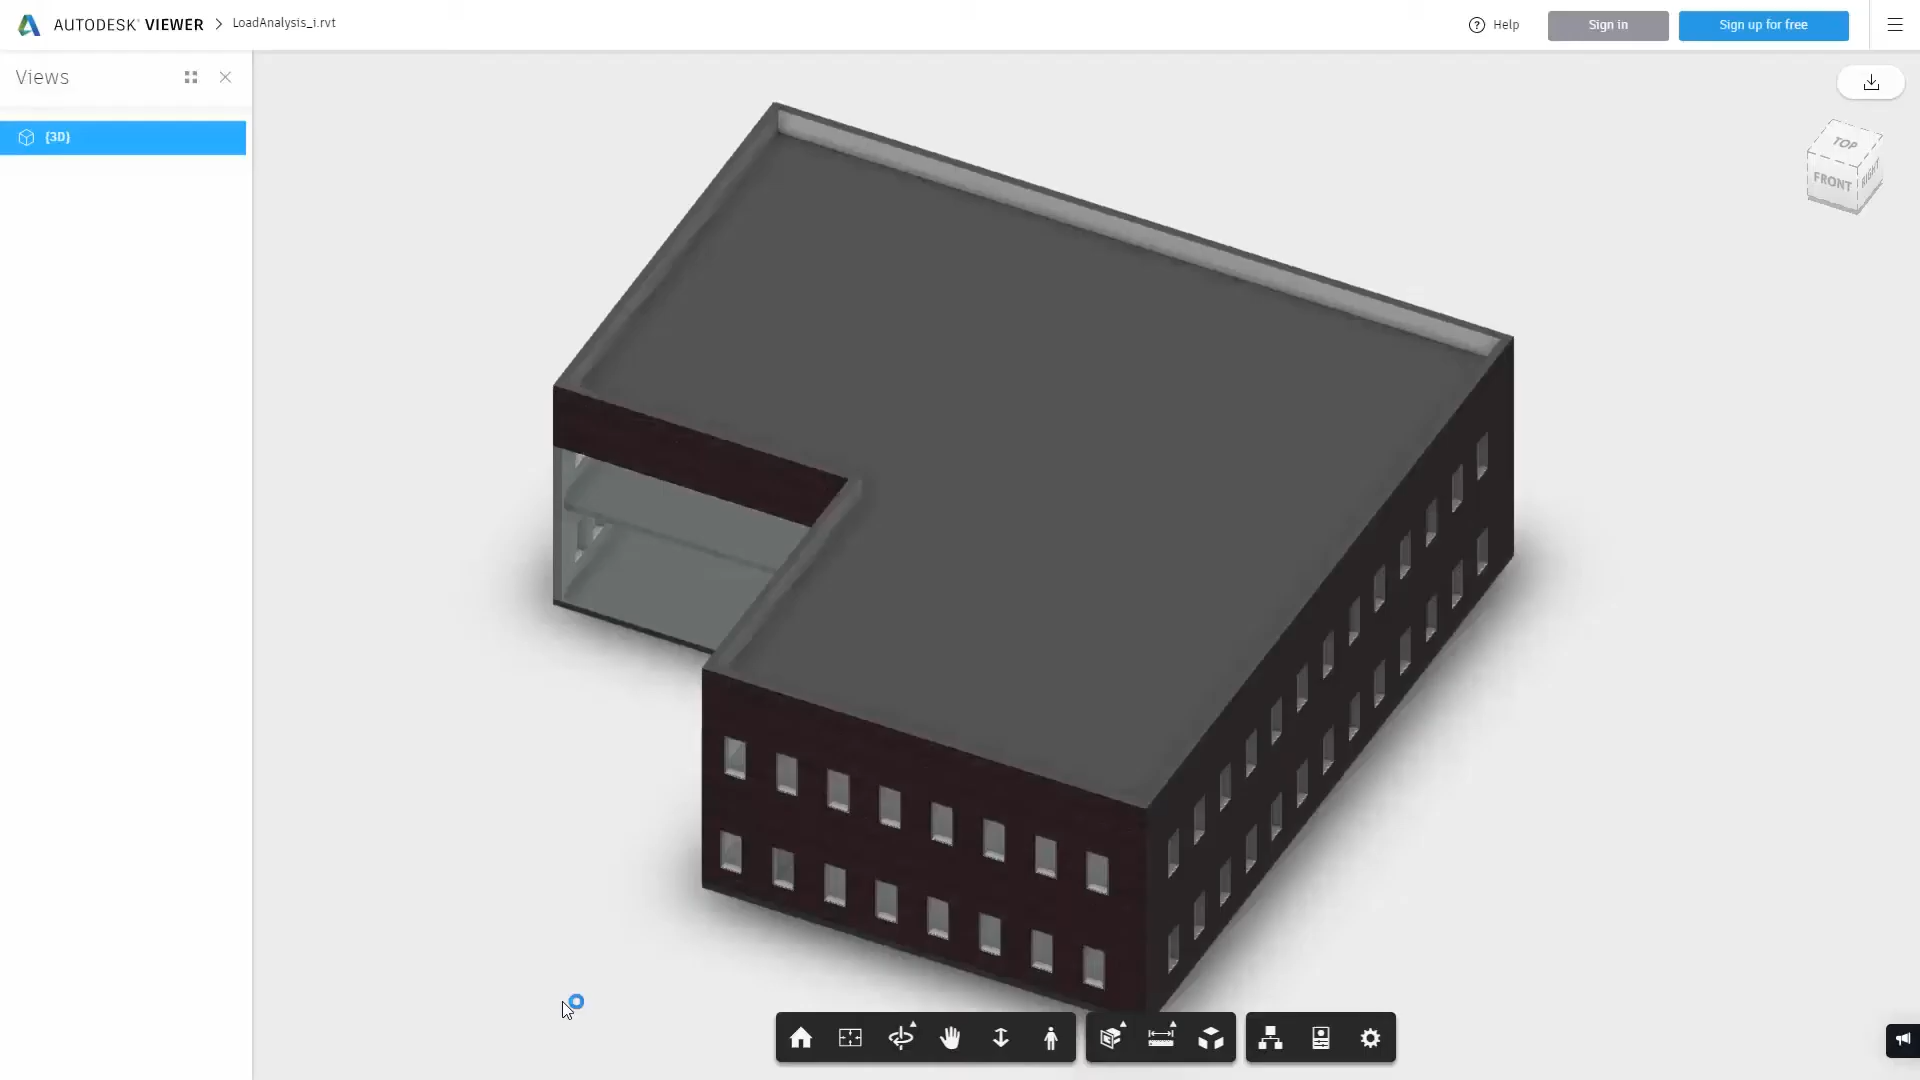 AUTODESK VIEWER > LoadAnalysis_i.rvt
Help
Sign in
Sign up for free
Views
{3D}
TOP
FRONT
RIGHT